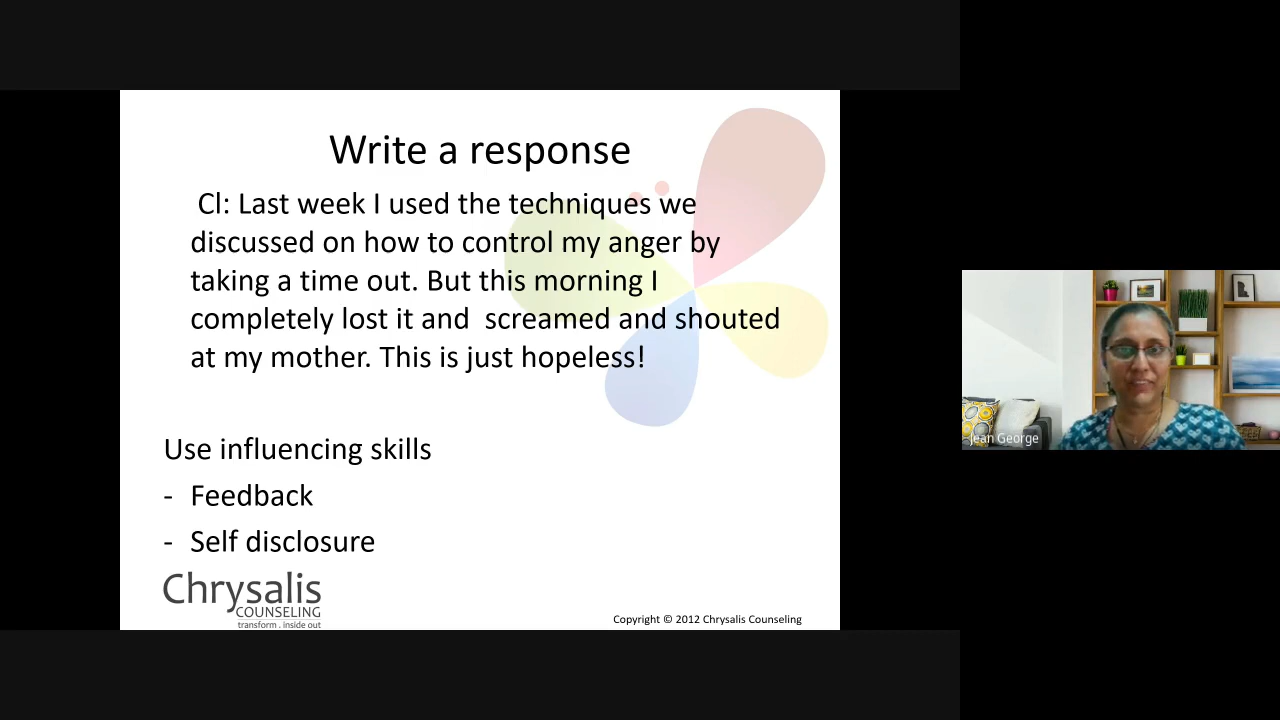 Write a response
Cl: Last week I used the techniques we
discussed on how to control my anger by
taking a time out. But this morning I
completely lost it and  screamed and shouted
at my mother. This is just hopeless!
Use influencing skills
- Feedback
- Self disclosure
Chrysalis
COUNSELING
transform . inside out
Copyright © 2012 Chrysalis Counseling
Jean George